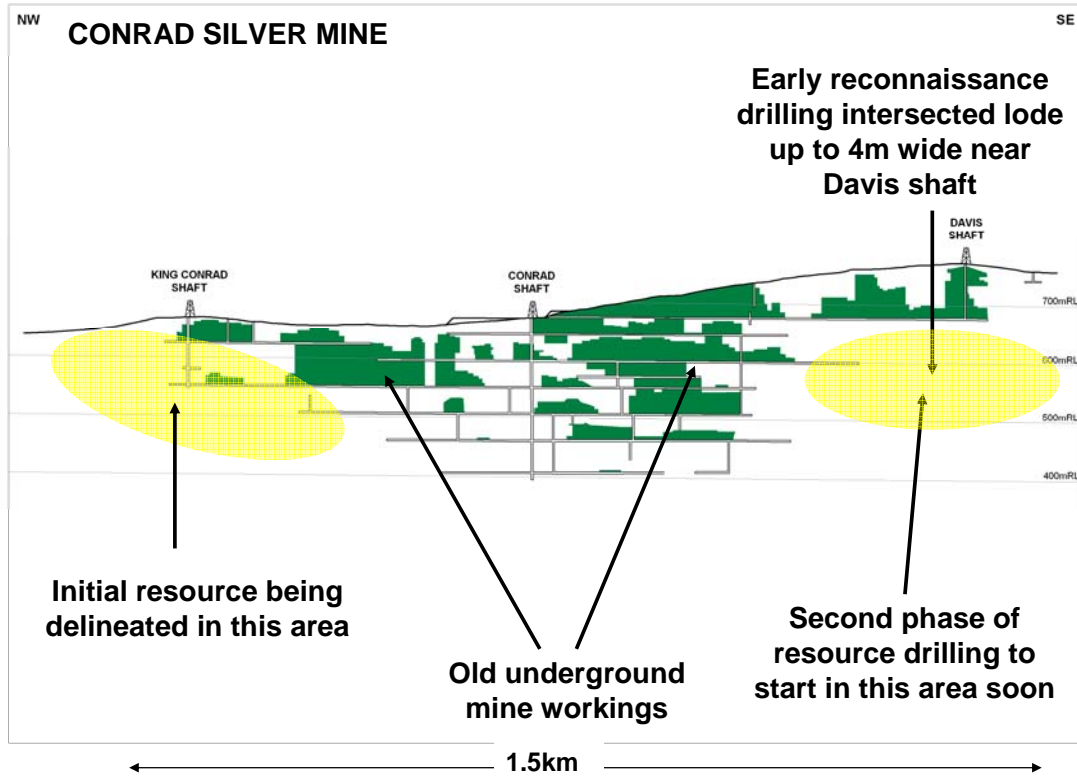 NW
SE
CONRAD SILVER MINE
Early reconnaissance
drilling intersected lode
up to 4m wide near
Davis shaft
DAVIS
SHAFT
KING CONRAD
SHAFT
CONRAD
SHAFT
700mRL
600mRL
500mRL
400mRL
Initial resource being
delineated in this area
Old underground
mine workings
Second phase of
resource drilling to
start in this area soon
1.5km